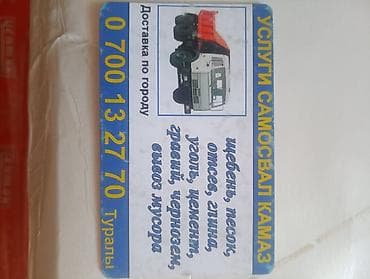 УСЛУГИ САМОСВАЛ КАМАЗ
Доставка по городу
щебень, песок,
отсев, глина,
уголь, цемент,
гравий, чернозем,
вывоз мусора
0 700 13 27 70 Туралы